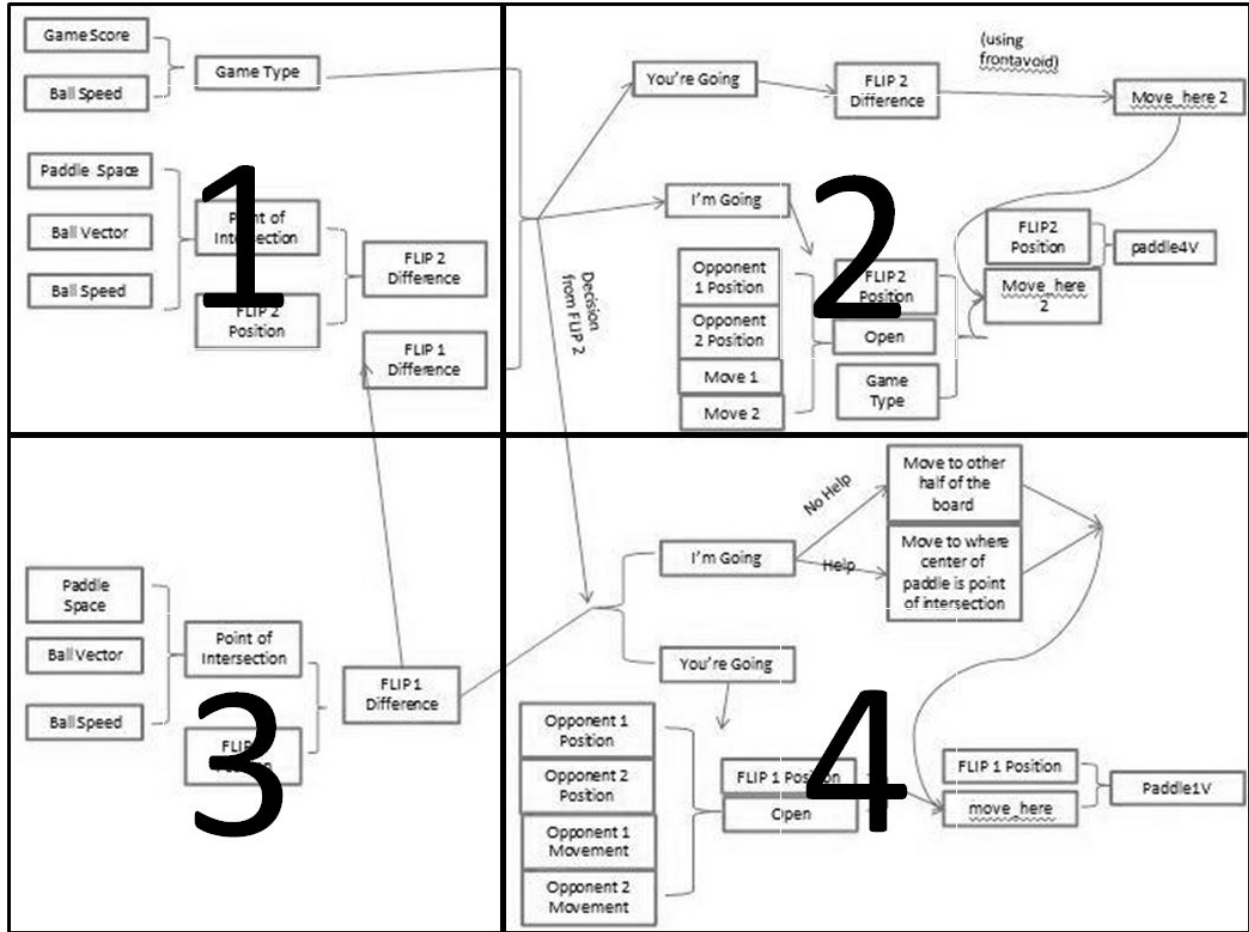 Game Score
Ball Speed
Game Type
Paddle Space
Ball Vector
Ball Speed
Point of
Intersection
FLIP 2
Position
FLIP 2
Difference
FLIP 1
Difference
1
You're Going
FLIP 2
Difference
(using
frontavoid)
Move_here 2
I'm Going
Decision
from FLIP 2
Opponent
1 Position
Opponent
2 Position
Move 1
Move 2
FLIP 2
Position
Open
Game
Type
FLIP2
Position
Move_here
2
paddle4V
2
Paddle
Space
Ball Vector
Ball Speed
Point of
Intersection
FLIP
FLIP 1
Difference
3
I'm Going
No Help
Help
Move to other
half of the
board
Move to where
center of
paddle is point
of intersection
You're Going
Opponent 1
Position
Opponent 2
Position
Opponent 1
Movement
Opponent 2
Movement
FLIP 1 Position
Open
FLIP 1 Position
move_here
Paddle1V
4